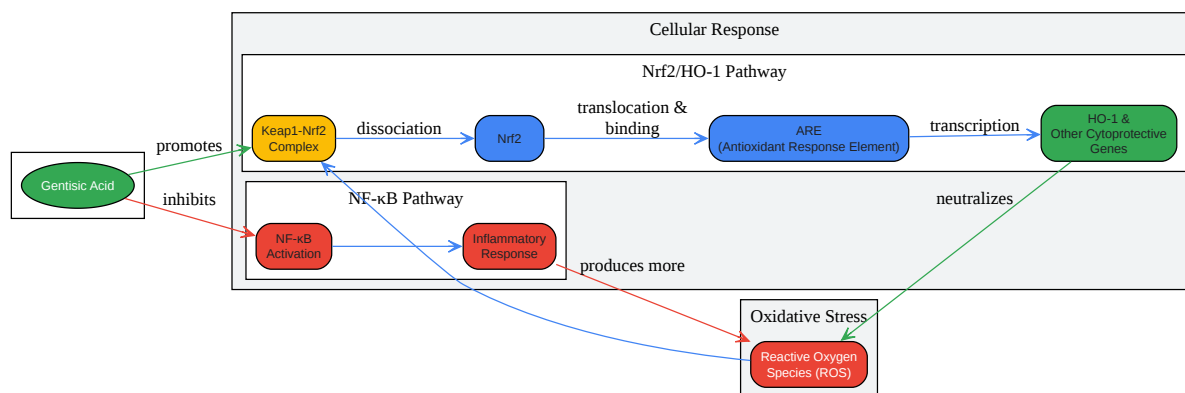 Cellular Response
Nrf2/HO-1 Pathway
Keap1-Nrf2
Complex
dissociation
Nrf2
translocation &
binding
ARE
(Antioxidant Response Element)
transcription
HO-1 &
Other Cytoprotective
Genes
promotes
Gentisic Acid
inhibits
NF-κB Pathway
NF-κB
Activation
Inflammatory
Response
neutralizes
produces more
Oxidative Stress
Reactive Oxygen
Species (ROS)